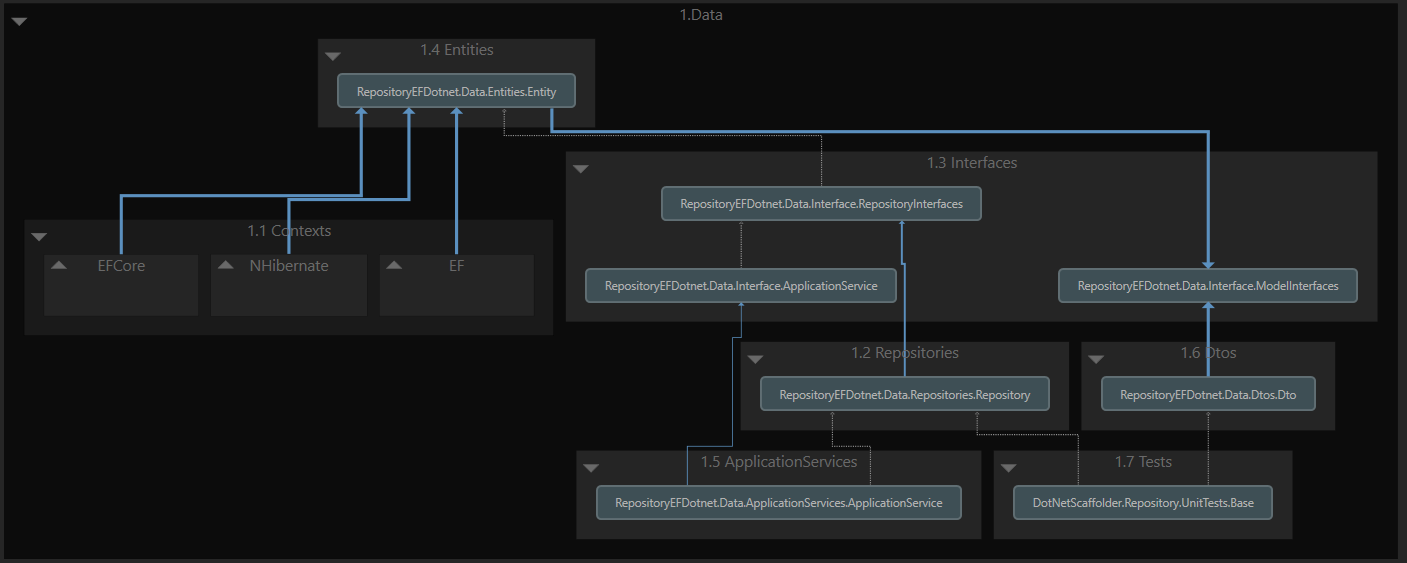 1.Data
1.4 Entities
RepositoryEFDotnet.Data.Entities.Entity
1.3 Interfaces
RepositoryEFDotnet.Data.Interface.RepositoryInterfaces
1.1 Contexts
EFCore
NHibernate
EF
RepositoryEFDotnet.Data.Interface.ApplicationService
RepositoryEFDotnet.Data.Interface.ModelInterfaces
1.2 Repositories
1.6 Dtos
RepositoryEFDotnet.Data.Repositories.Repository
RepositoryEFDotnet.Data.Dtos.Dto
1.5 ApplicationServices
1.7 Tests
RepositoryEFDotnet.Data.ApplicationServices.ApplicationService
DotNetScaffolder.Repository.UnitTests.Base